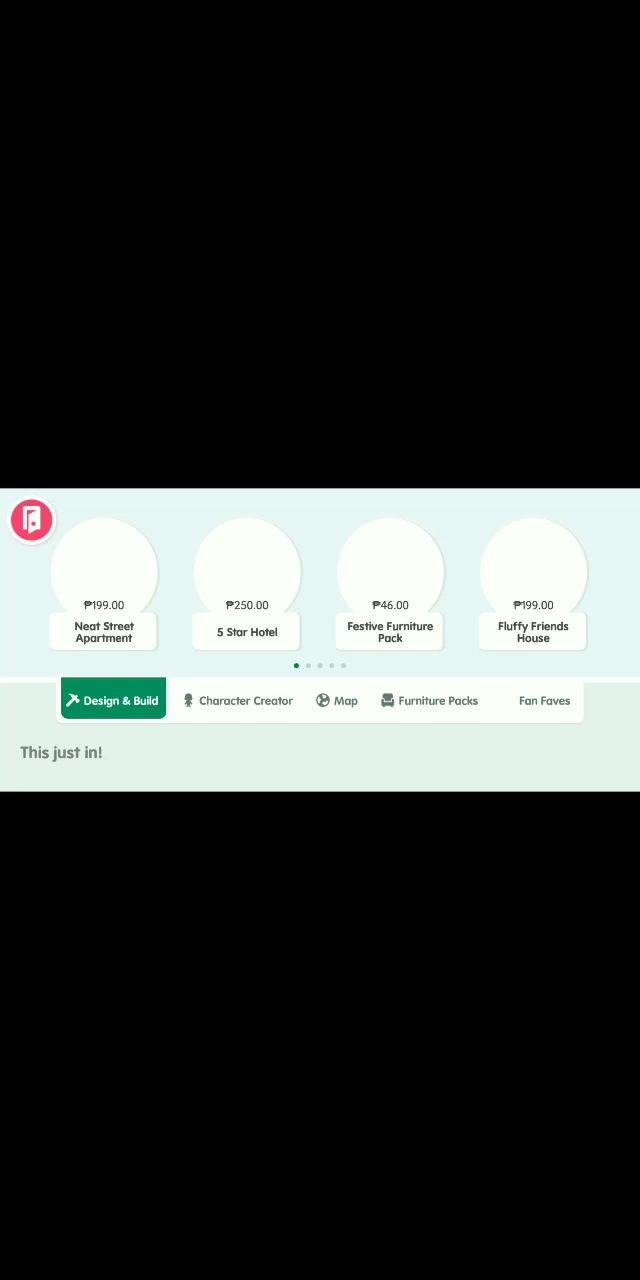 ₱199.00
₱250.00
₱46.00
₱199.00
Neat Street
Apartment
5 Star Hotel
Festive Furniture
Pack
Fluffy Friends
House
Design & Build
Character Creator
Map
Furniture Packs
Fan Faves
This just in!